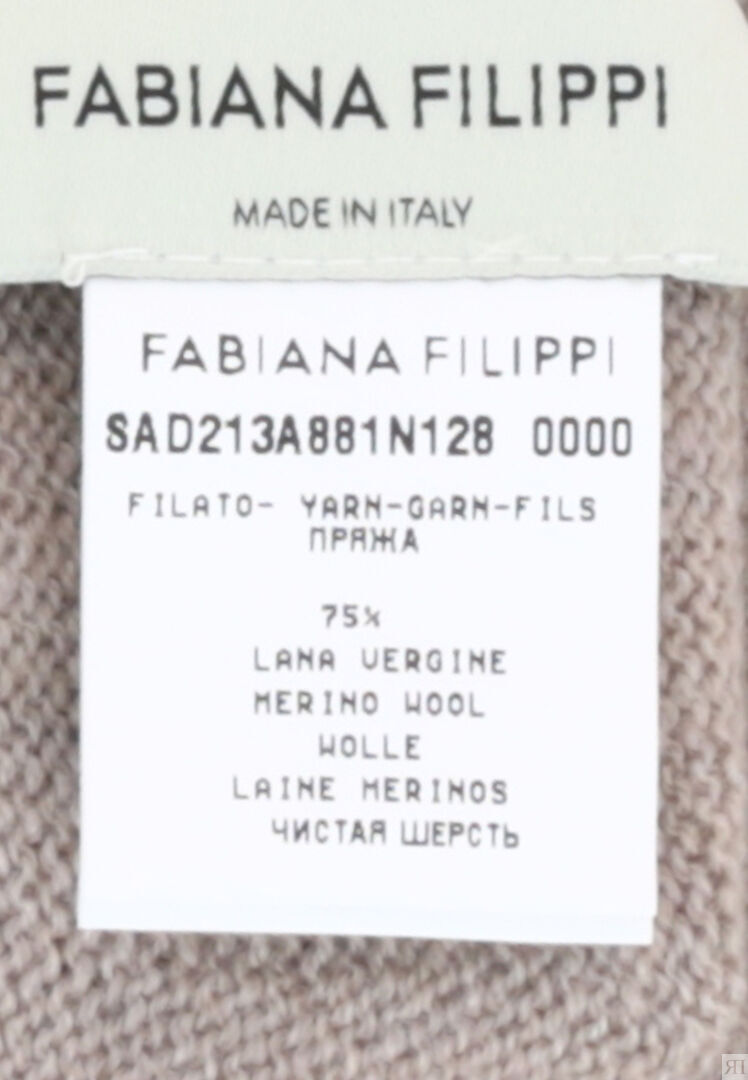 FABIANA FILIPPI
MADE IN ITALY
FABIANA FILIPPI
SAD213A881N128 0000
FILATO- YARN-GARN-FILS
ПРЯЖА
75%
LANA VERGINE
MERINO WOOL
WOLLE
LAINE MERINOS
ЧИСТАЯ ШЕРСТЬ
ЯП